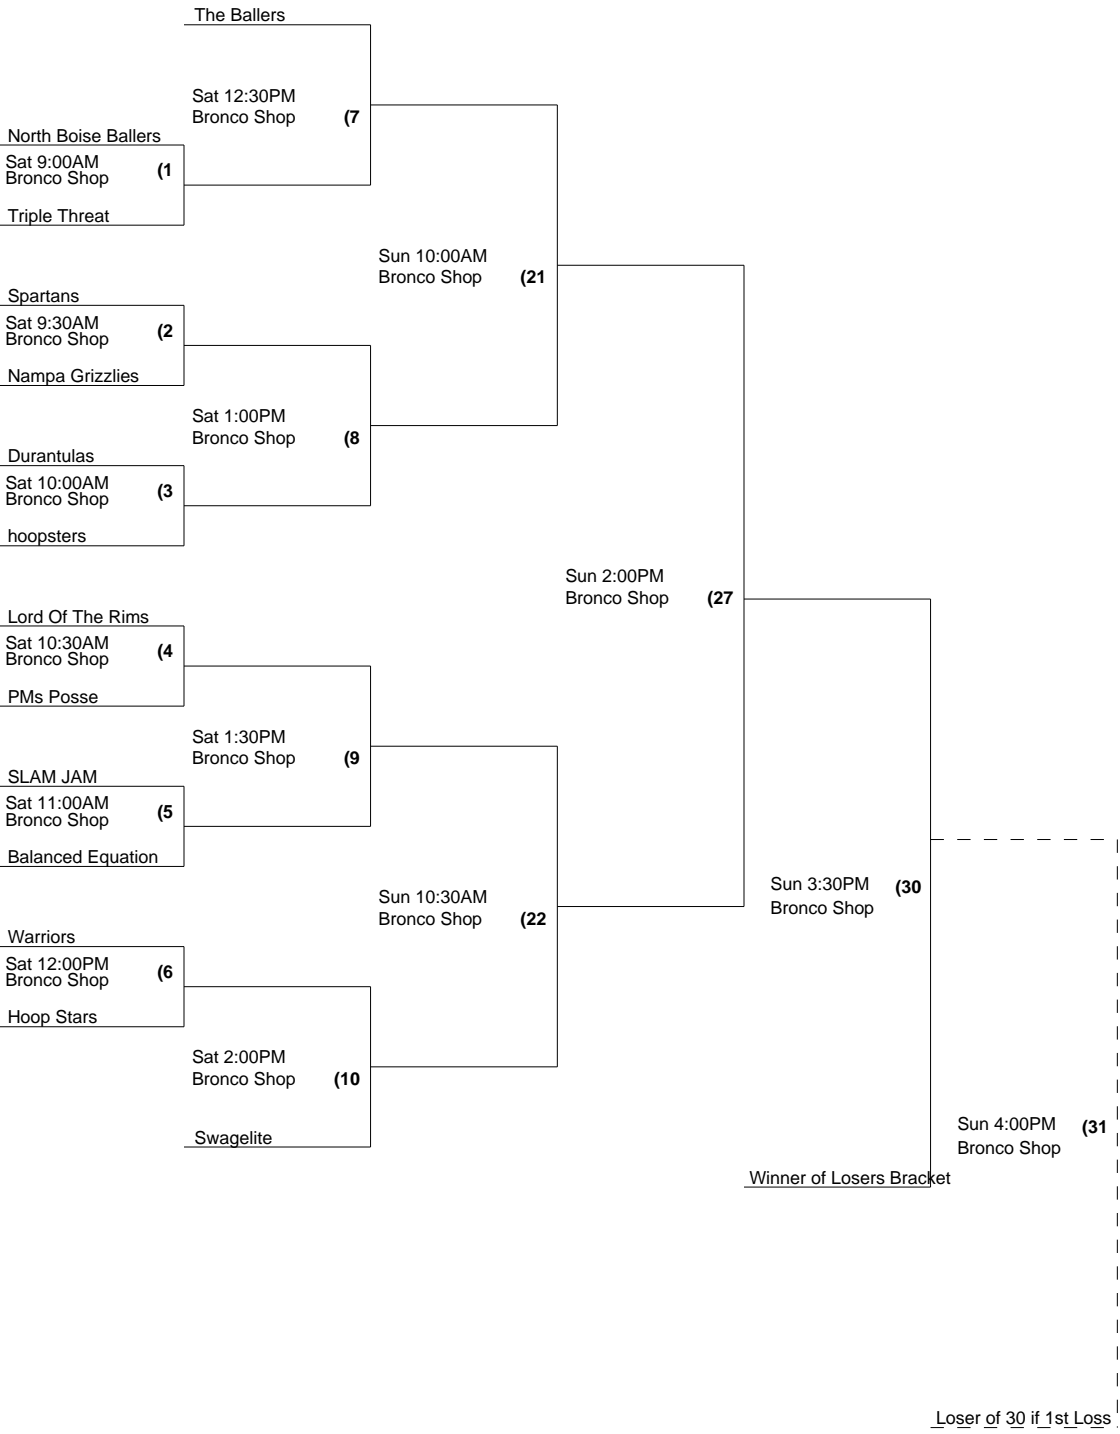 The Ballers
Sat 12:30PM
Bronco Shop (7
North Boise Ballers
Sat 9:00AM
Bronco Shop (1
Triple Threat
Sun 10:00AM
Bronco Shop (21
Spartans
Sat 9:30AM
Bronco Shop (2
Nampa Grizzlies
Sat 1:00PM
Bronco Shop (8
Durantulas
Sat 10:00AM
Bronco Shop (3
hoopsters
Sun 2:00PM
Bronco Shop (27
Lord Of The Rims
Sat 10:30AM
Bronco Shop (4
PMs Posse
Sat 1:30PM
Bronco Shop (9
SLAM JAM
Sat 11:00AM
Bronco Shop (5
Balanced Equation
Sun 3:30PM (30
Bronco Shop
Sun 10:30AM
Bronco Shop (22
Warriors
Sat 12:00PM
Bronco Shop (6
Hoop Stars
Sat 2:00PM
Bronco Shop (10
Swagelite
Sun 4:00PM (31
Bronco Shop
Winner of Losers Bracket
Loser of 30 if 1st Loss